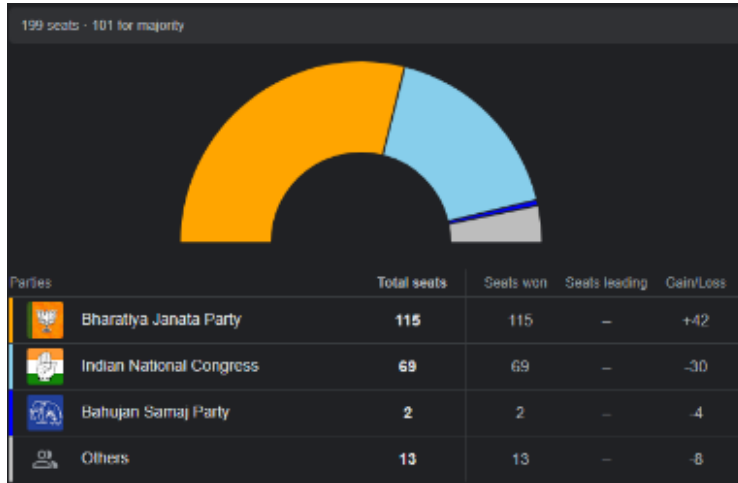 199 seats · 101 for majority
Parties Total seats Seats won Seats leading Gain/Loss
Bharatiya Janata Party 115 115 – +42
Indian National Congress 69 69 – -30
Bahujan Samaj Party 2 2 – -4
Others 13 13 – -8